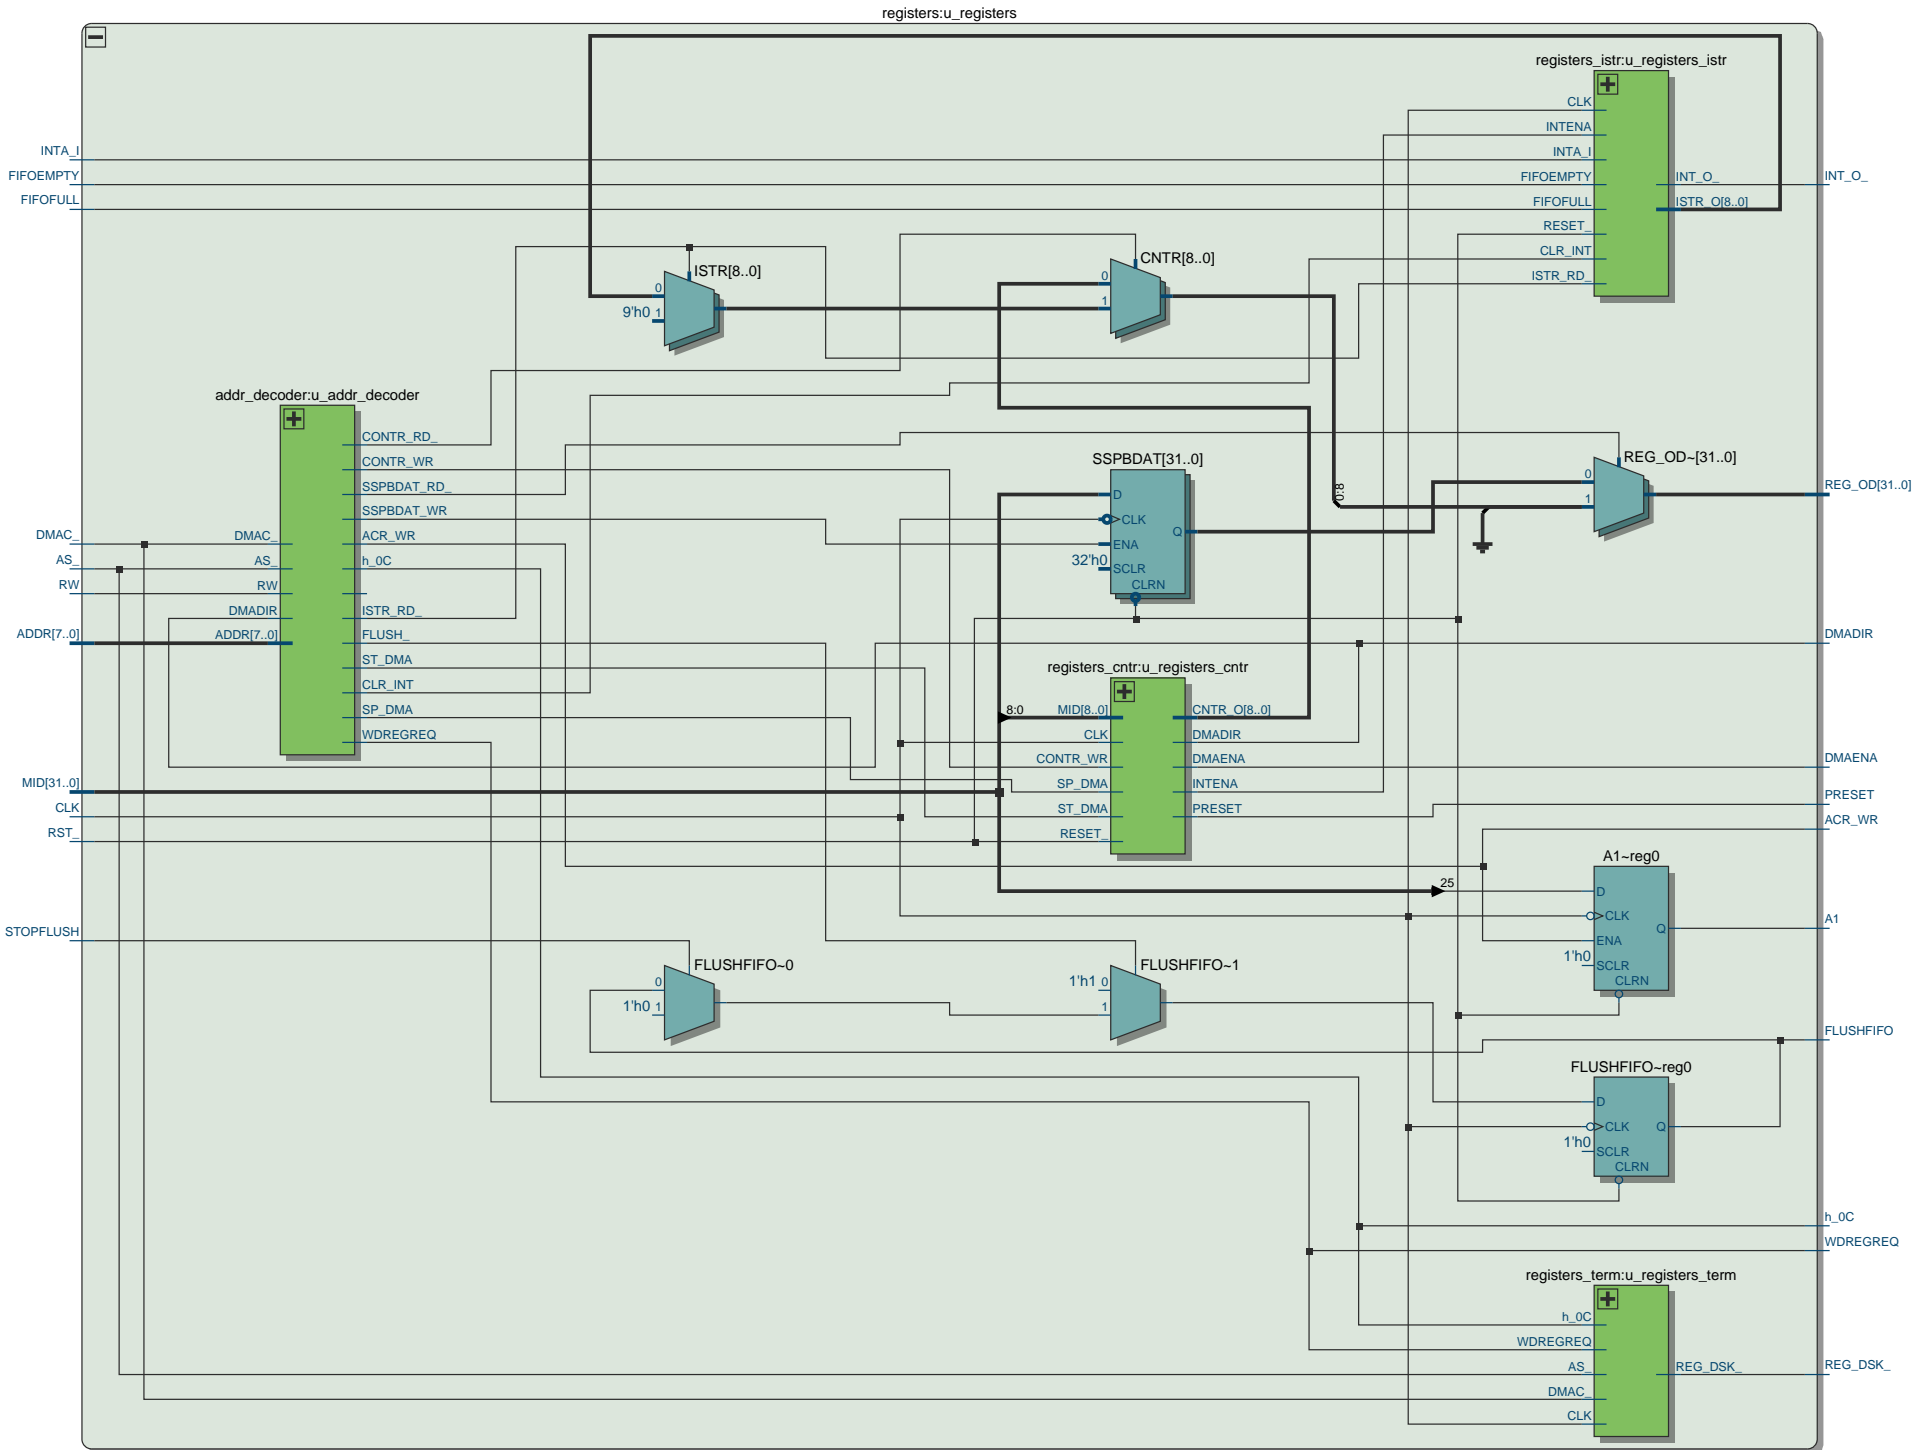 registers:u_registers
registers_istr:u_registers_istr
CLK
INTENA
INTA_I
INTA_I
FIFOEMPTY
FIFOEMPTY
INT_O_
INT_O_
FIFOFULL
FIFOFULL
ISTR_O[8..0]
RESET_
CLR_INT
ISTR_RD_
ISTR[8..0]
0
9'h0 1
CNTR[8..0]
0
1
addr_decoder:u_addr_decoder
CONTR_RD_
CONTR_WR
SSPBDAT_RD_
SSPBDAT_WR
ACR_WR
h_0C
ISTR_RD_
FLUSH_
ST_DMA
CLR_INT
SP_DMA
WDREGREQ
DMAC_
DMAC_
AS_
AS_
RW
RW
DMADIR
ADDR[7..0]
ADDR[7..0]
SSPBDAT[31..0]
D
CLK
ENA
32'h0
SCLR
CLRN
Q
0:8
REG_OD~[31..0]
0
1
REG_OD[31..0]
DMADIR
registers_cntr:u_registers_cntr
8:0
MID[8..0]
CNTR_O[8..0]
CLK
DMADIR
CONTR_WR
DMAENA
DMAENA
SP_DMA
INTENA
ST_DMA
PRESET
PRESET
RESET_
MID[31..0]
CLK
RST_
ACR_WR
A1~reg0
25
D
CLK
Q
A1
ENA
1'h0
SCLR
CLRN
STOPFLUSH
FLUSHFIFO~0
0
1'h0 1
FLUSHFIFO~1
1'h1 0
1
FLUSHFIFO
FLUSHFIFO~reg0
D
CLK
Q
1'h0
SCLR
CLRN
h_0C
WDREGREQ
registers_term:u_registers_term
h_0C
WDREGREQ
AS_
REG_DSK_
REG_DSK_
DMAC_
CLK